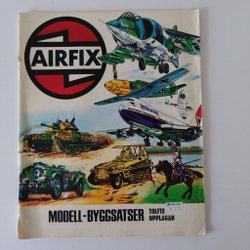 AIRFIX
MODELL-BYGGSATSER
TOLFTE
UPPLAGAN